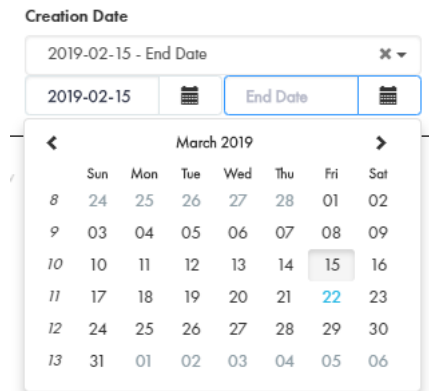 Creation Date
2019-02-15 - End Date
2019-02-15 End Date
March 2019
Sun Mon Tue Wed Thu Fri Sat
8 24 25 26 27 28 01 02
9 03 04 05 06 07 08 09
10 10 11 12 13 14 15 16
11 17 18 19 20 21 22 23
12 24 25 26 27 28 29 30
13 31 01 02 03 04 05 06